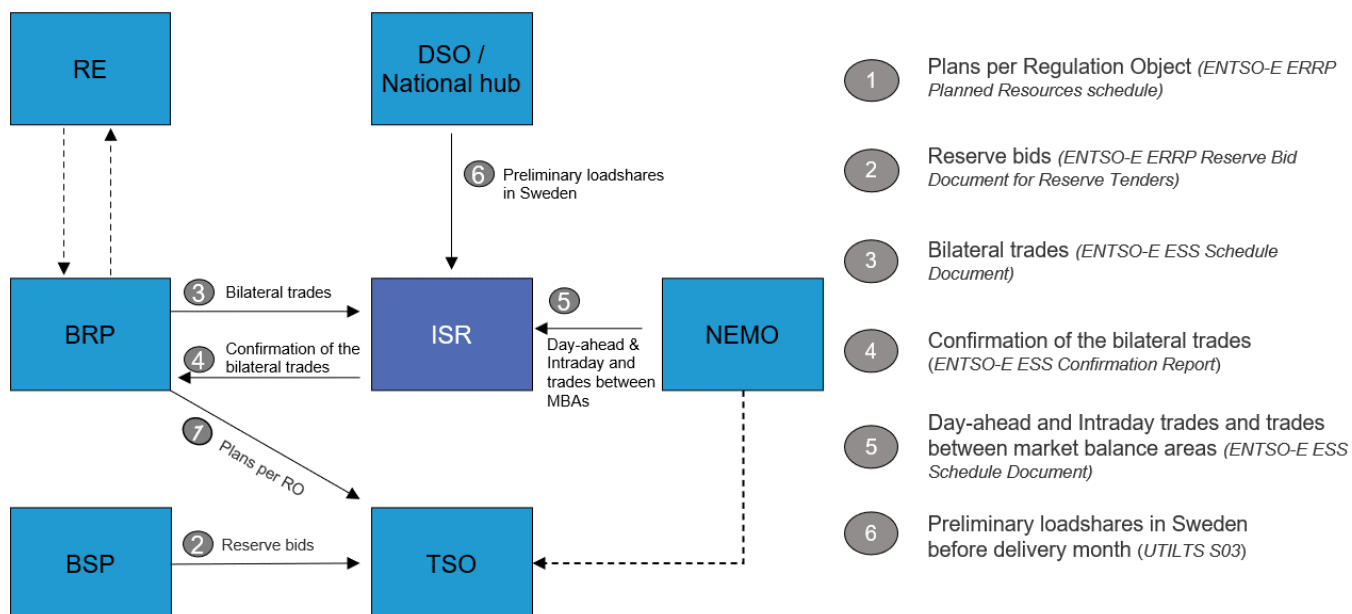 RE
DSO /
National hub
6
Preliminary loadshares
in Sweden
BRP
3
Bilateral trades
4
Confirmation of the
bilateral trades
ISR
5
Day-ahead &
Intraday and
trades between
MBAs
NEMO
1
Plans per RO
BSP
2
Reserve bids
TSO
1
Plans per Regulation Object (ENTSO-E ERRP
Planned Resources schedule)
2
Reserve bids (ENTSO-E ERRP Reserve Bid
Document for Reserve Tenders)
3
Bilateral trades (ENTSO-E ESS Schedule
Document)
4
Confirmation of the bilateral trades
(ENTSO-E ESS Confirmation Report)
5
Day-ahead and Intraday trades and trades
between market balance areas (ENTSO-E ESS
Schedule Document)
6
Preliminary loadshares in Sweden
before delivery month (UTILTS S03)